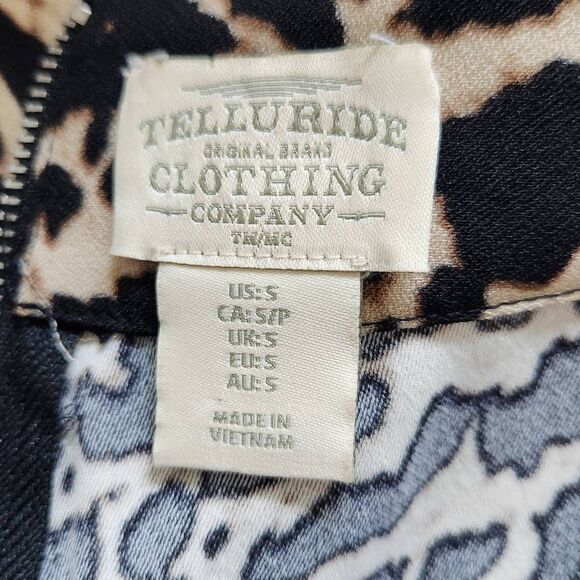 TELLURIDE
ORIGINAL BRAND
CLOTHING
COMPANY
TM/MC
US: S
CA: S/P
UK: S
EU: S
AU: S
MADE IN
VIETNAM